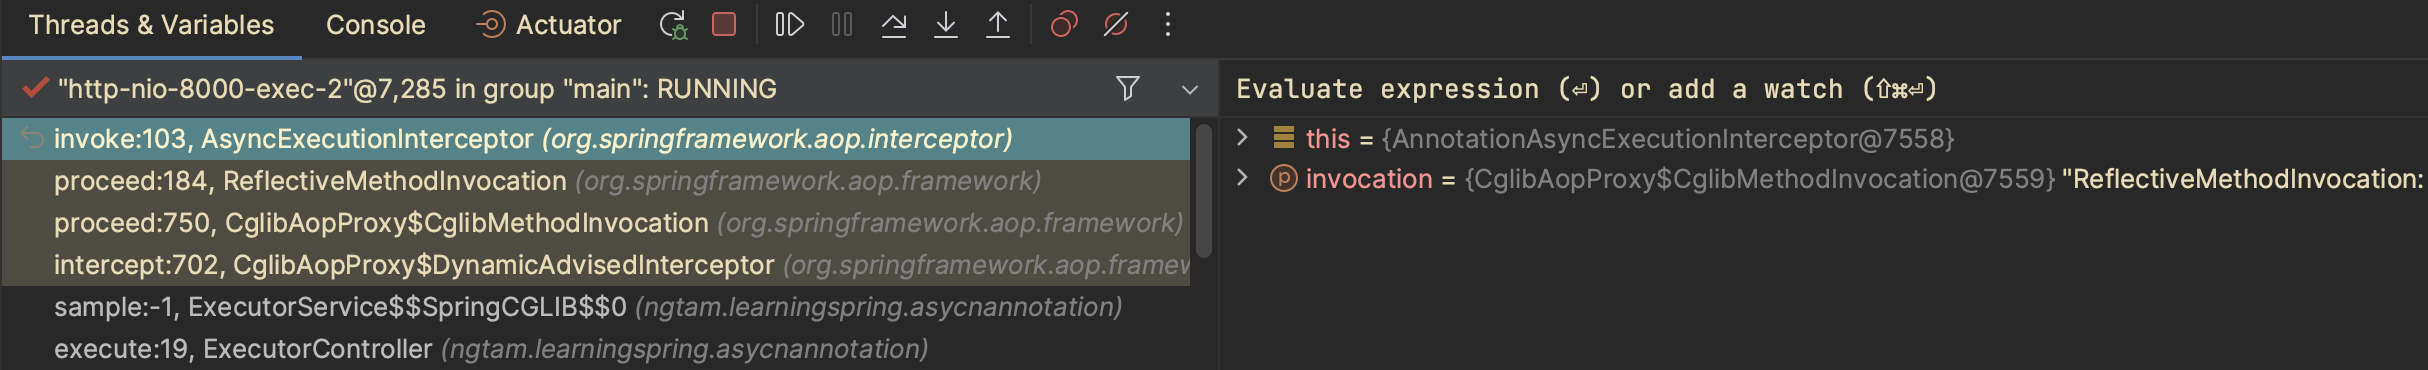 Threads & Variables Console Actuator
"http-nio-8000-exec-2"@7,285 in group "main": RUNNING
Evaluate expression (⏎) or add a watch (⇧⌘⏎)
invoke:103, AsyncExecutionInterceptor (org.springframework.aop.interceptor)
proceed:184, ReflectiveMethodInvocation (org.springframework.aop.framework)
proceed:750, CglibAopProxy$CglibMethodInvocation (org.springframework.aop.framework)
intercept:702, CglibAopProxy$DynamicAdvisedInterceptor (org.springframework.aop.framew
sample:-1, ExecutorService$$SpringCGLIB$$0 (ngtam.learningspring.asycnannotation)
execute:19, ExecutorController (ngtam.learningspring.asycnannotation)
this = {AnnotationAsyncExecutionInterceptor@7558}
p invocation = {CglibAopProxy$CglibMethodInvocation@7559} "ReflectiveMethodInvocation: